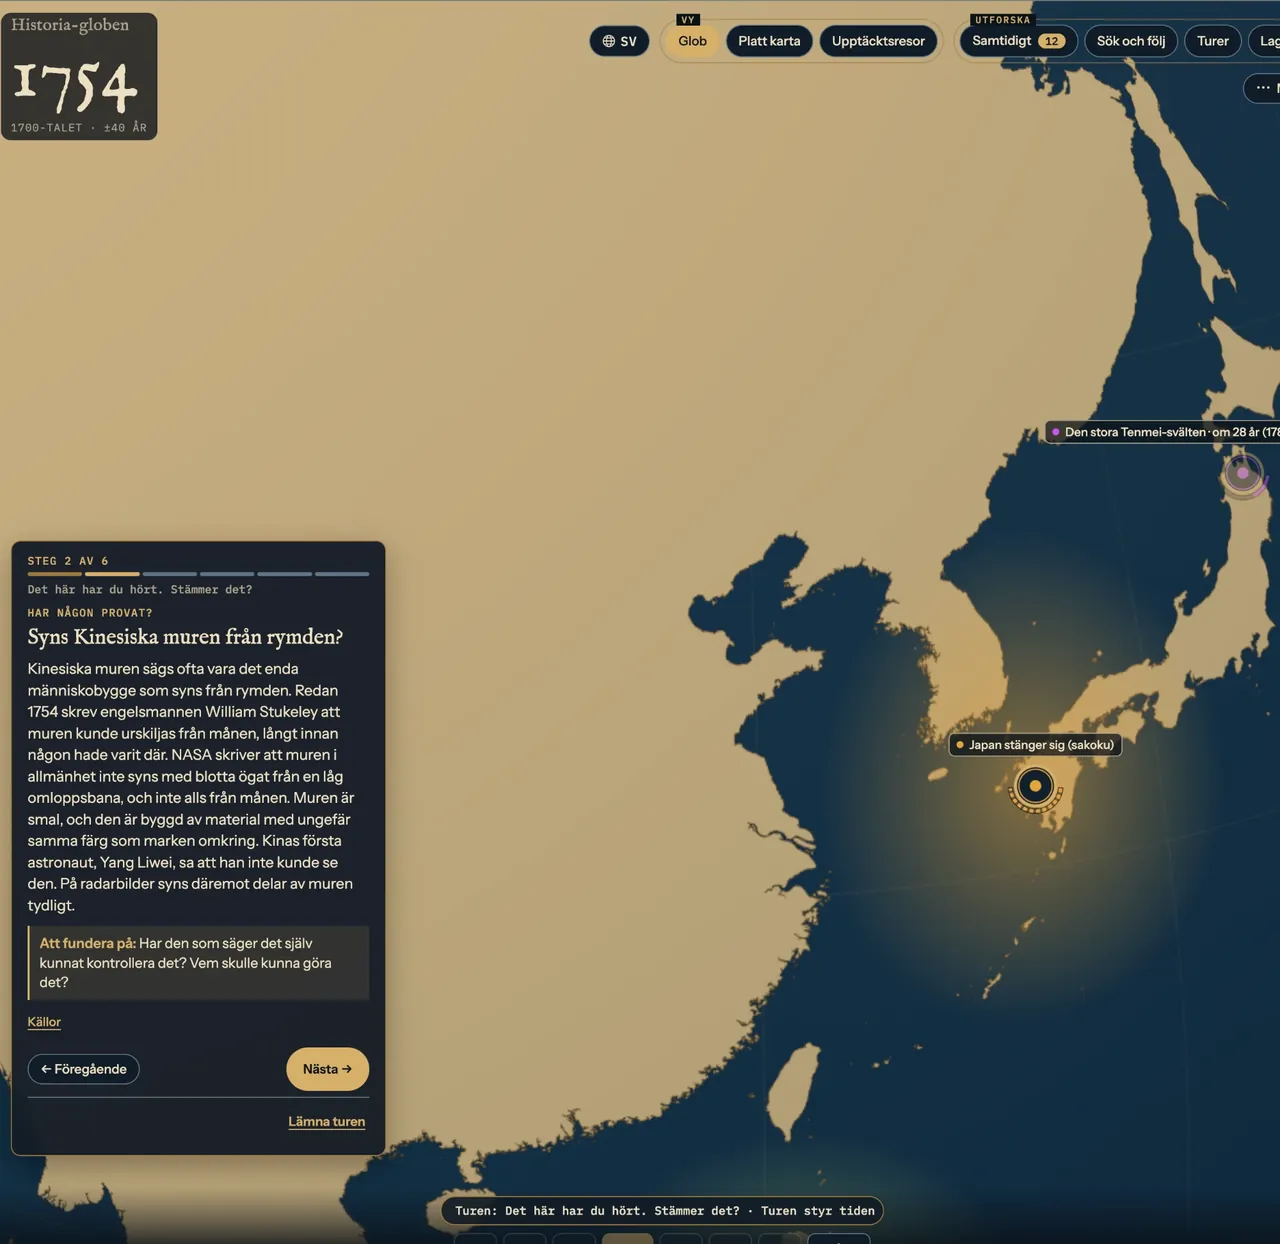 Historia-globen
1754
1700-TALET · ±40 ÅR
VY
UTFORSKA
SV
Glob
Platt karta
Upptäcktsresor
Samtidigt 12
Sök och följ
Turer
Den stora Tenmei-svälten · om 28 år
Japan stänger sig (sakoku)
STEG 2 AV 6
Det här har du hört. Stämmer det?
HAR NÅGON PROVAT?
Syns Kinesiska muren från rymden?
Kinesiska muren sägs ofta vara det enda
människobygge som syns från rymden. Redan
1754 skrev engelsmannen William Stukeley att
muren kunde urskiljas från månen, långt innan
någon hade varit där. NASA skriver att muren i
allmänhet inte syns med blotta ögat från en låg
omloppsbana, och inte alls från månen. Muren är
smal, och den är byggd av material med ungefär
samma färg som marken omkring. Kinas första
astronaut, Yang Liwei, sa att han inte kunde se
den. På radarbilder syns däremot delar av muren
tydligt.
Att fundera på: Har den som säger det själv
kunnat kontrollera det? Vem skulle kunna göra
det?
Källor
← Föregående
Nästa →
Lämna turen
Turen: Det här har du hört. Stämmer det? · Turen styr tiden